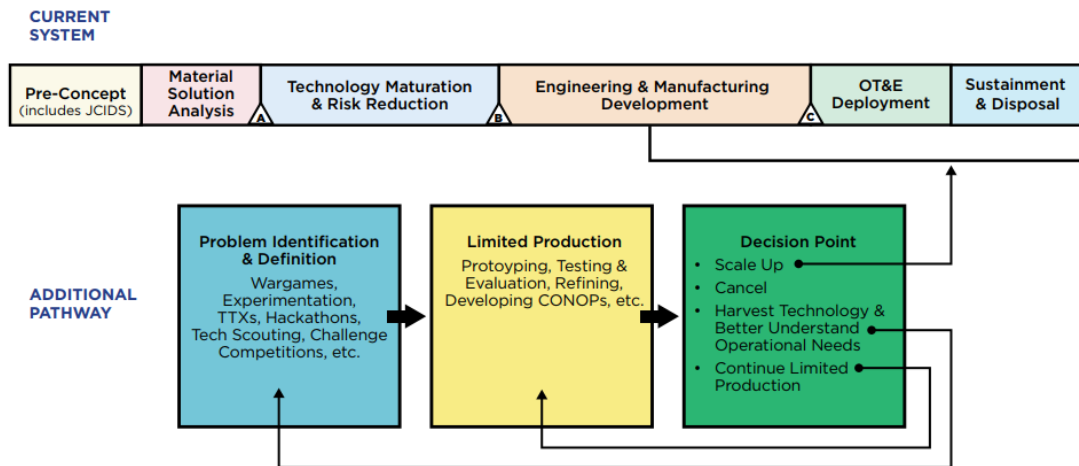 CURRENT
SYSTEM
Pre-Concept
(includes JCIDS)
Material
Solution
Analysis
A
Technology Maturation
& Risk Reduction
B
Engineering & Manufacturing
Development
C
OT&E
Deployment
Sustainment
& Disposal
ADDITIONAL
PATHWAY
Problem Identification
& Definition
Wargames,
Experimentation,
TTXs, Hackathons,
Tech Scouting, Challenge
Competitions, etc.
Limited Production
Protoyping, Testing &
Evaluation, Refining,
Developing CONOPs, etc.
Decision Point
• Scale Up
• Cancel
• Harvest Technology &
Better Understand
Operational Needs
• Continue Limited
Production